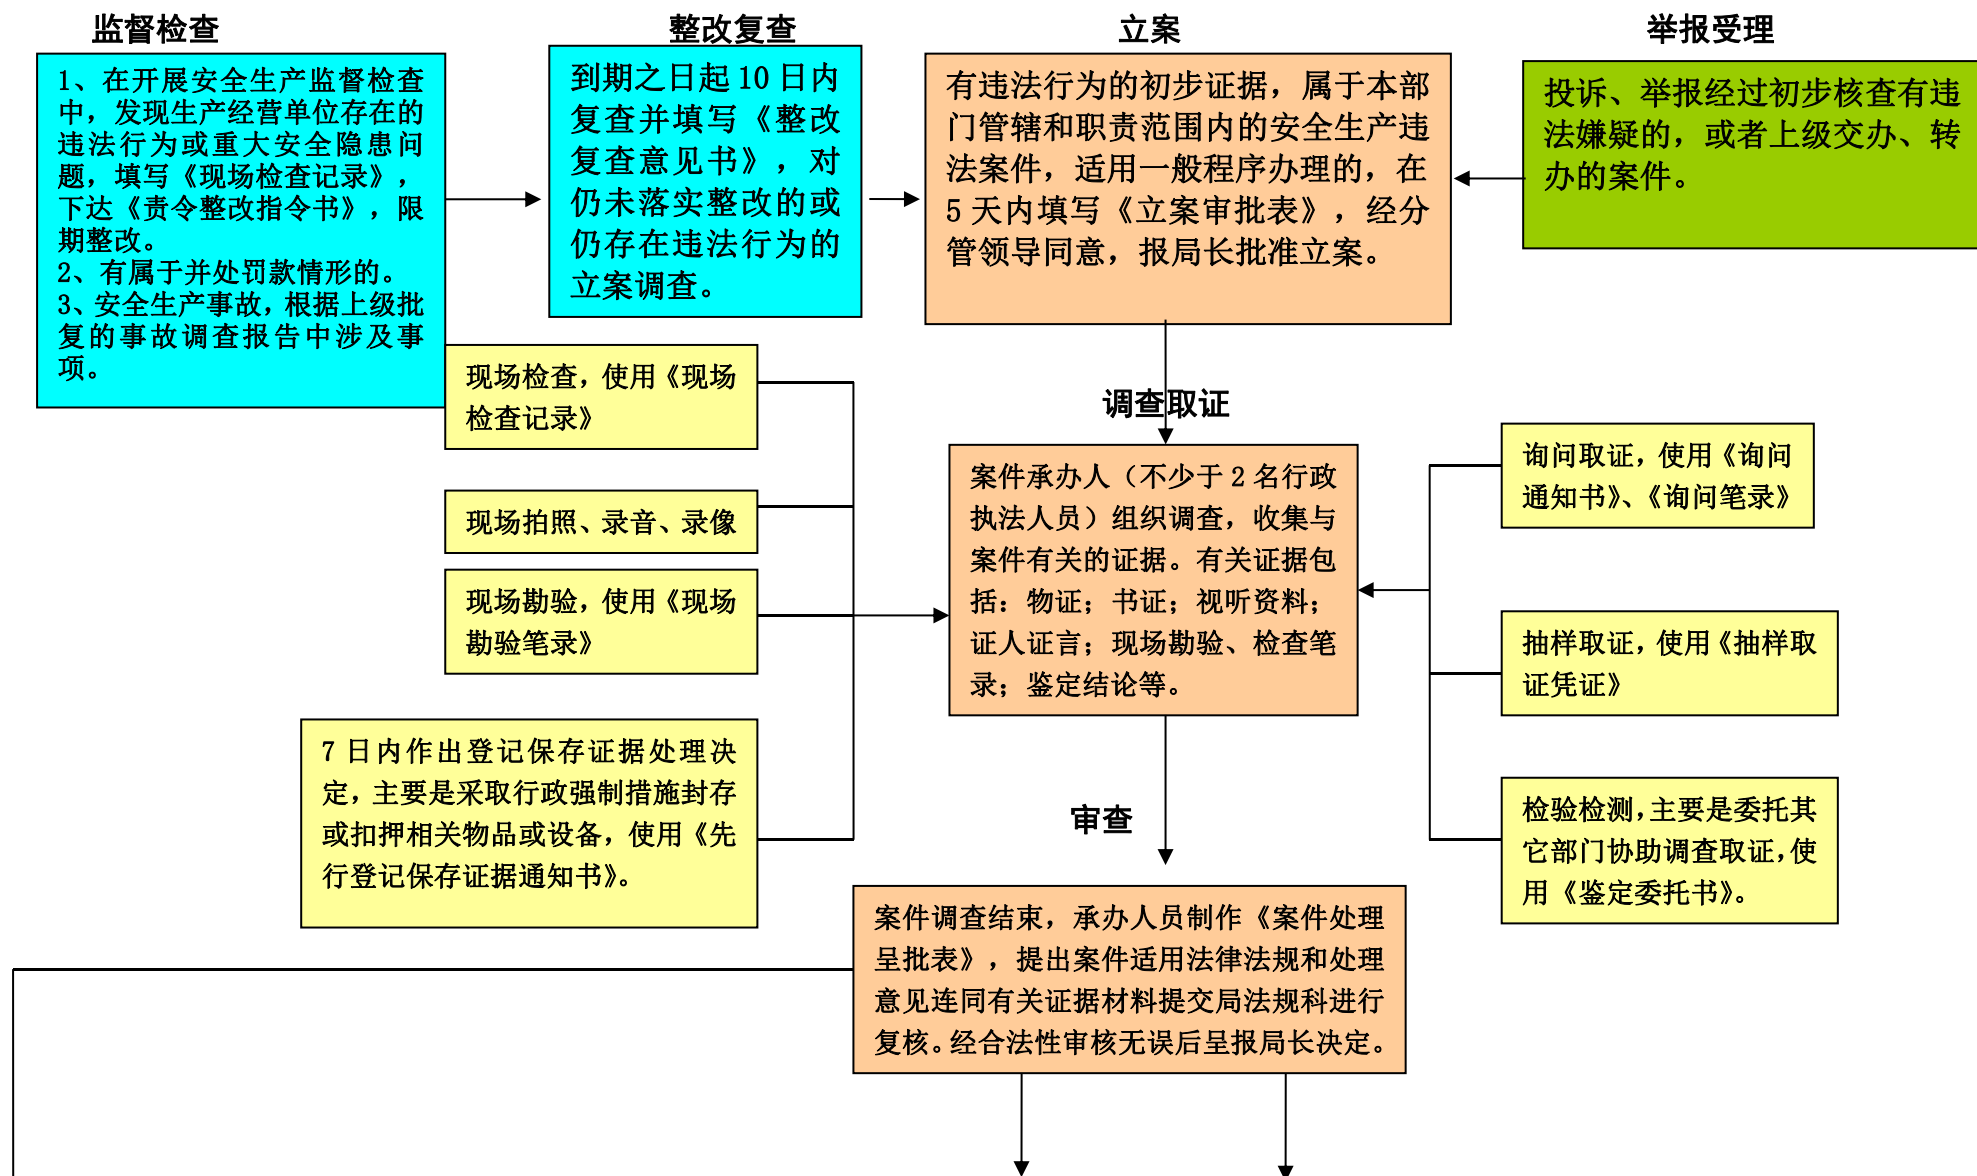 监督检查
1、在开展安全生产监督检查
中，发现生产经营单位存在的
违法行为或重大安全隐患问
题，填写《现场检查记录》，
下达《责令整改指令书》，限
期整改。
2、有属于并处罚款情形的。
3、安全生产事故，根据上级批
复的事故调查报告中涉及事
项。
整改复查
到期之日起 10 日内
复查并填写《整改
复查意见书》，对
仍未落实整改的或
仍存在违法行为的
立案调查。
立案
有违法行为的初步证据，属于本部
门管辖和职责范围内的安全生产违
法案件，适用一般程序办理的，在
5 天内填写《立案审批表》，经分
管领导同意，报局长批准立案。
举报受理
投诉、举报经过初步核查有违
法嫌疑的，或者上级交办、转
办的案件。
现场检查，使用《现场
检查记录》
现场拍照、录音、录像
现场勘验，使用《现场
勘验笔录》
7 日内作出登记保存证据处理决
定，主要是采取行政强制措施封存
或扣押相关物品或设备，使用《先
行登记保存证据通知书》。
调查取证
案件承办人（不少于 2 名行政
执法人员）组织调查，收集与
案件有关的证据。有关证据包
括：物证；书证；视听资料；
证人证言；现场勘验、检查笔
录；鉴定结论等。
询问取证，使用《询问
通知书》、《询问笔录》
抽样取证，使用《抽样取
证凭证》
检验检测，主要是委托其
它部门协助调查取证，使
用《鉴定委托书》。
审查
案件调查结束，承办人员制作《案件处理
呈批表》，提出案件适用法律法规和处理
意见连同有关证据材料提交局法规科进行
复核。经合法性审核无误后呈报局长决定。